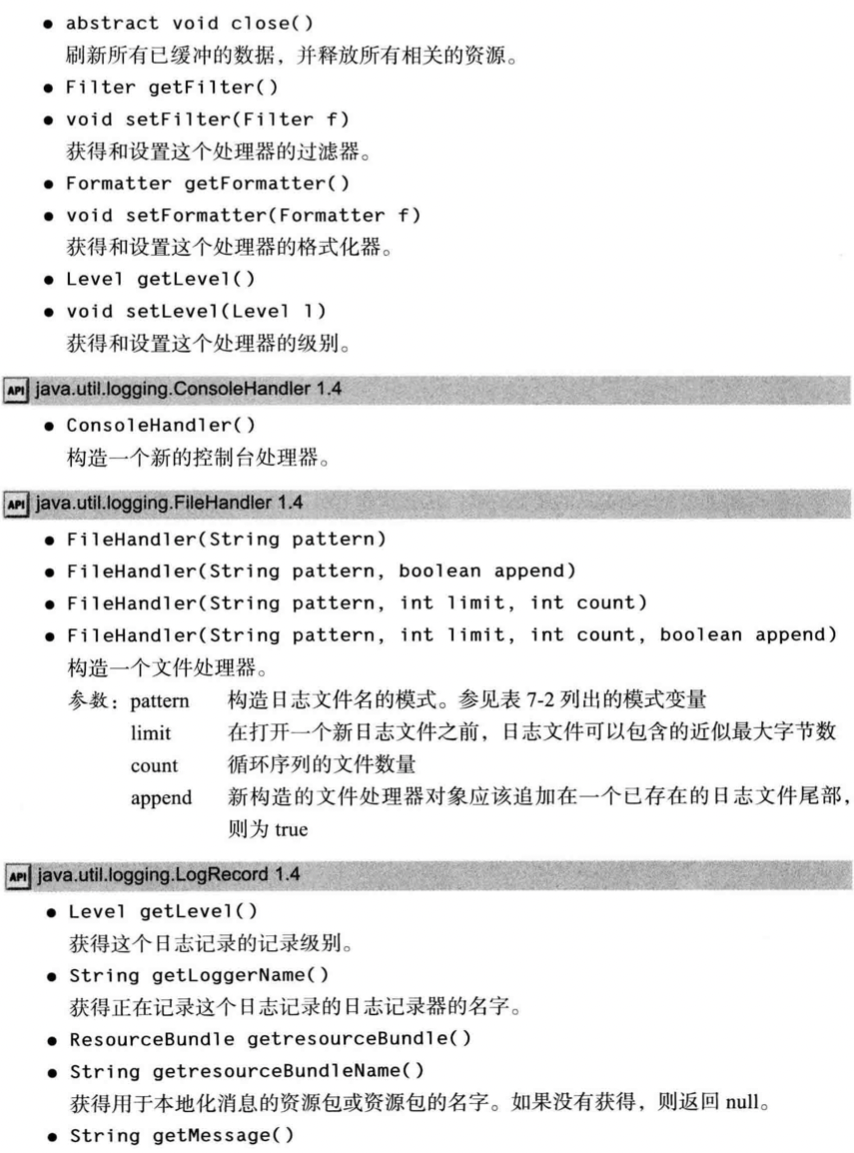 ● abstract void close()
刷新所有已缓冲的数据，并释放所有相关的资源。
● Filter getFilter()
● void setFilter(Filter f)
获得和设置这个处理器的过滤器。
● Formatter getFormatter()
● void setFormatter(Formatter f)
获得和设置这个处理器的格式化器。
● Level getLevel()
● void setLevel(Level l)
获得和设置这个处理器的级别。
API java.util.logging.ConsoleHandler 1.4
● ConsoleHandler()
构造一个新的控制台处理器。
API java.util.logging.FileHandler 1.4
● FileHandler(String pattern)
● FileHandler(String pattern, boolean append)
● FileHandler(String pattern, int limit, int count)
● FileHandler(String pattern, int limit, int count, boolean append)
构造一个文件处理器。
参数：pattern 构造日志文件名的模式。参见表 7-2 列出的模式变量
limit 在打开一个新日志文件之前，日志文件可以包含的近似最大字节数
count 循环序列的文件数量
append 新构造的文件处理器对象应该追加在一个已存在的日志文件尾部，
则为 true
API java.util.logging.LogRecord 1.4
● Level getLevel()
获得这个日志记录的记录级别。
● String getLoggerName()
获得正在记录这个日志记录的日志记录器的名字。
● ResourceBundle getresourceBundle()
● String getresourceBundleName()
获得用于本地化消息的资源包或资源包的名字。如果没有获得，则返回 null。
● String getMessage()